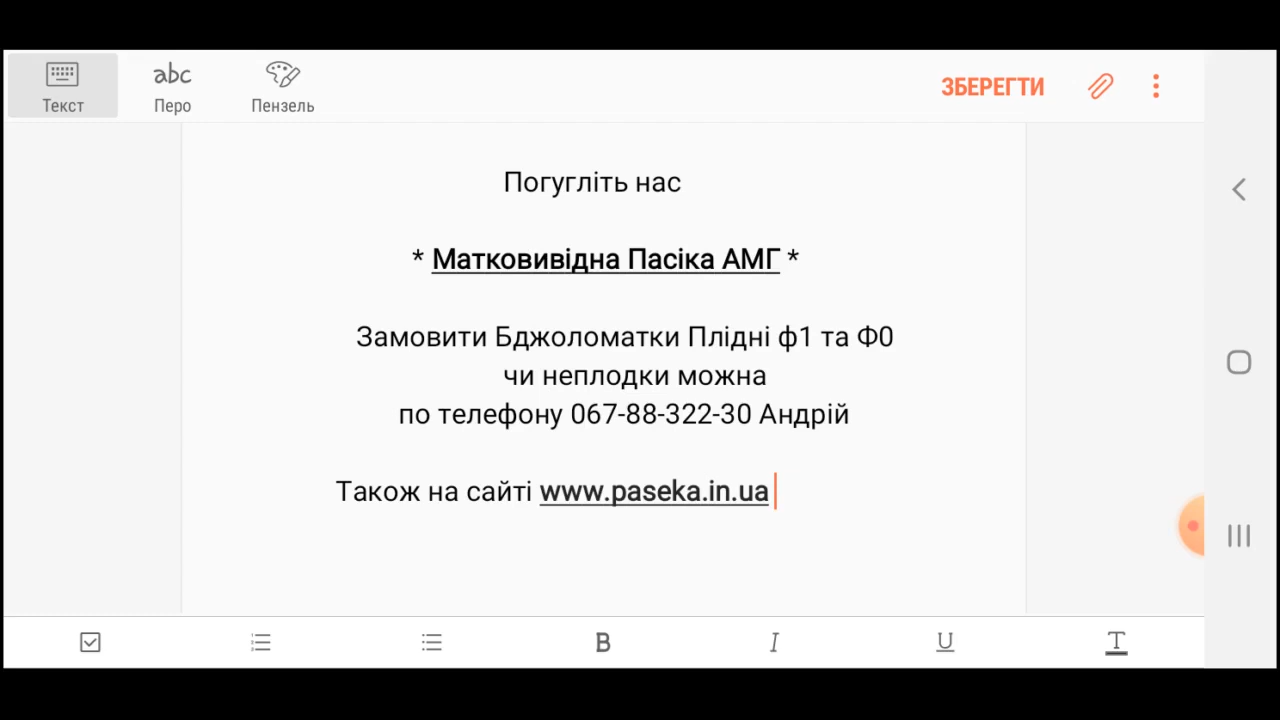 Текст
abc
Перо
Пензель
ЗБЕРЕГТИ
Погугліть нас
* Матковивідна Пасіка АМГ *
Замовити Бджоломатки Плідні ф1 та Ф0
чи неплодки можна
по телефону 067-88-322-30 Андрій
Також на сайті www.paseka.in.ua
B I U T